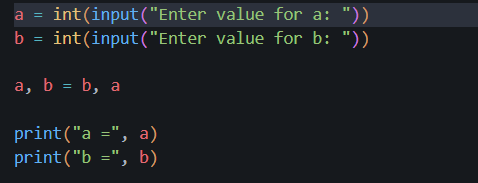 a = int(input("Enter value for a: "))
b = int(input("Enter value for b: "))
a, b = b, a
print("a =", a)
print("b =", b)